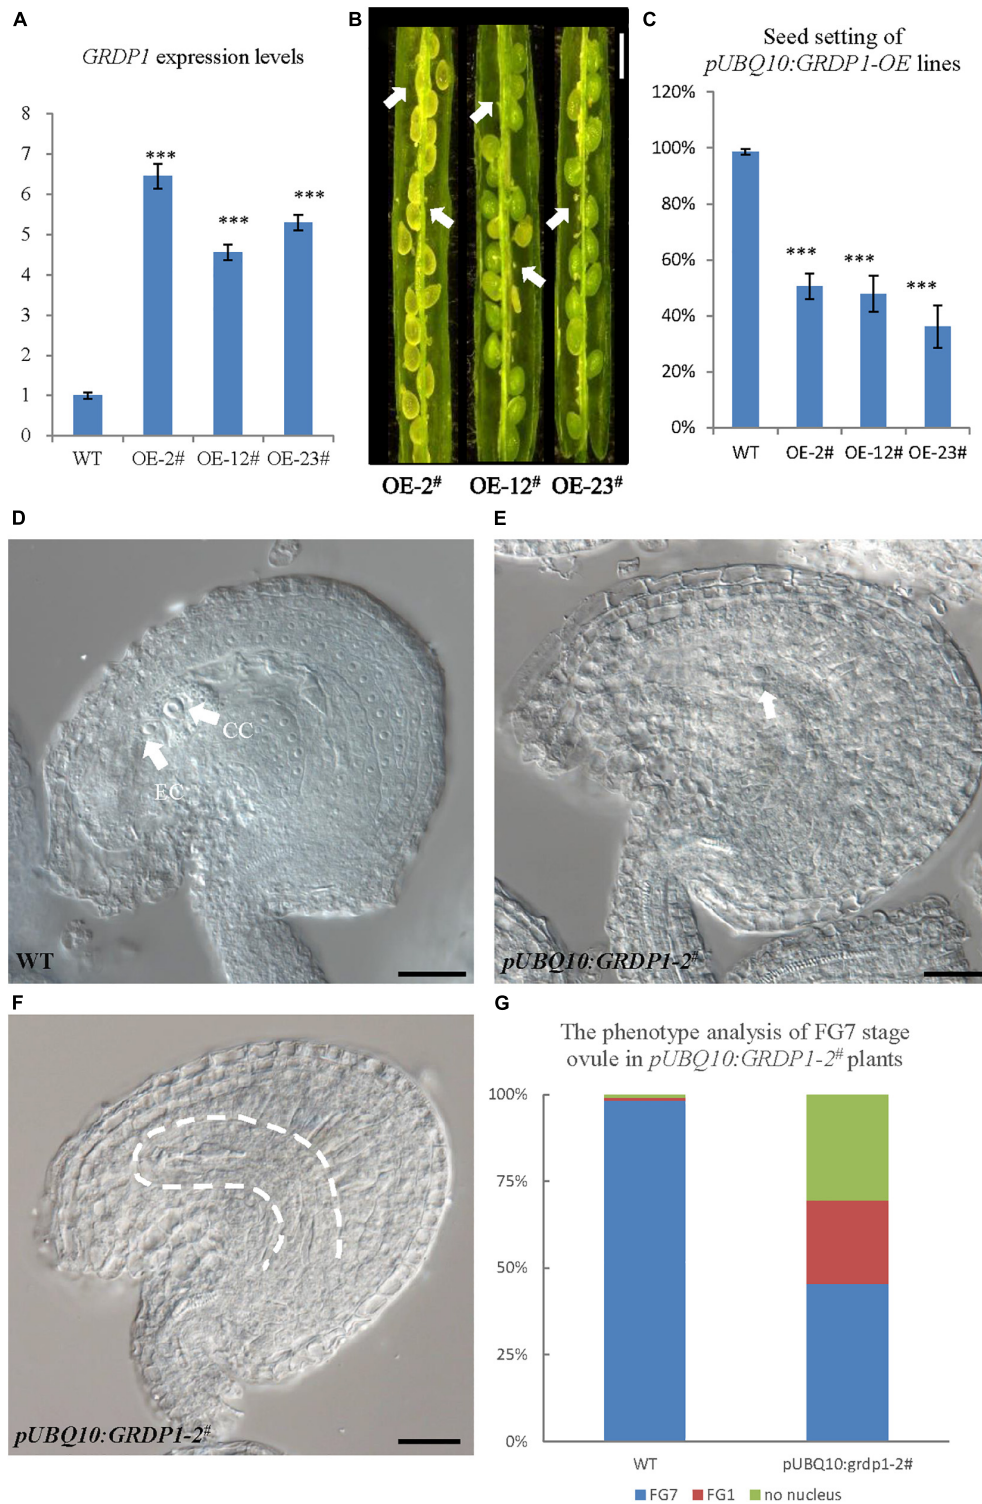 A
GRDP1 expression levels
8
7
6
5
4
3
2
1
0
***
***
***
WT
OE-2#
OE-12#
OE-23#
B
OE-2#
OE-12#
OE-23#
C
Seed setting of
pUBQ10:GRDP1-OE lines
120%
100%
80%
60%
40%
20%
0%
***
***
***
WT
OE-2#
OE-12#
OE-23#
D
CC
EC
WT
E
pUBQ10:GRDP1-2#
F
pUBQ10:GRDP1-2#
G
The phenotype analysis of FG7 stage
ovule in pUBQ10:GRDP1-2# plants
100%
75%
50%
25%
0%
WT
pUBQ10:grdp1-2#
FG7
FG1
no nucleus